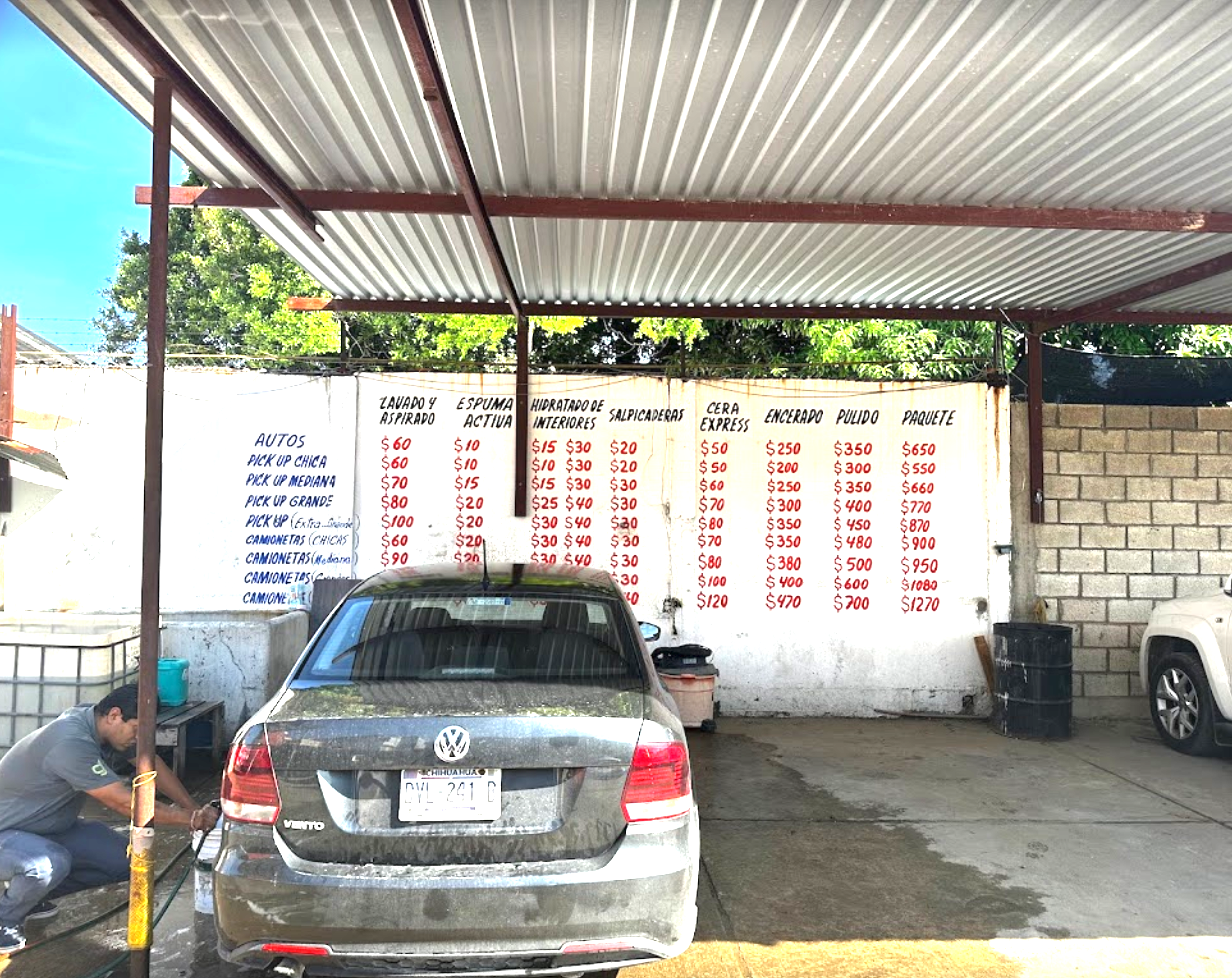 LAVADO Y ASPIRADO ESPUMA ACTIVA HIDRATADO DE INTERIORES SALPICADERAS CERA EXPRESS ENCERADO PULIDO PAQUETE
AUTOS $60 $10 $15 $30 $20 $50 $250 $350 $650
PICK UP CHICA $60 $10 $10 $30 $20 $50 $200 $300 $550
PICK UP MEDIANA $70 $15 $15 $30 $30 $60 $250 $350 $660
PICK UP GRANDE $80 $20 $25 $40 $30 $70 $300 $400 $770
PICK UP (Extra $100 $20 $30 $40 $30 $80 $350 $450 $870
CAMIONETAS (CHICAS $60 $20 $30 $40 $30 $70 $350 $480 $900
CAMIONETAS (Mediana $90 $20 $30 $40 $30 $80 $380 $500 $950
CAMIONETAS $30 $100 $400 $600 $1080
$120 $470 $700 $1270
CHIHUAHUA
241
VENTO